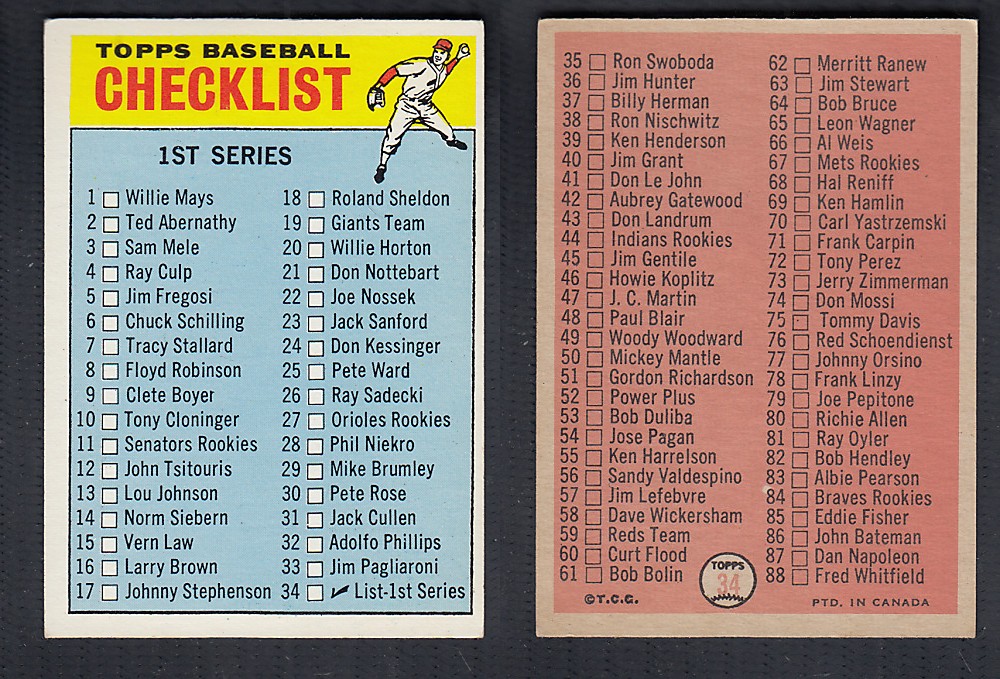 TOPPS BASEBALL
CHECKLIST
1ST SERIES
1 Willie Mays
2 Ted Abernathy
3 Sam Mele
4 Ray Culp
5 Jim Fregosi
6 Chuck Schilling
7 Tracy Stallard
8 Floyd Robinson
9 Clete Boyer
10 Tony Cloninger
11 Senators Rookies
12 John Tsitouris
13 Lou Johnson
14 Norm Siebern
15 Vern Law
16 Larry Brown
17 Johnny Stephenson
18 Roland Sheldon
19 Giants Team
20 Willie Horton
21 Don Nottebart
22 Joe Nossek
23 Jack Sanford
24 Don Kessinger
25 Pete Ward
26 Ray Sadecki
27 Orioles Rookies
28 Phil Niekro
29 Mike Brumley
30 Pete Rose
31 Jack Cullen
32 Adolfo Phillips
33 Jim Pagliaroni
34 ✓ List-1st Series
35 Ron Swoboda
36 Jim Hunter
37 Billy Herman
38 Ron Nischwitz
39 Ken Henderson
40 Jim Grant
41 Don Le John
42 Aubrey Gatewood
43 Don Landrum
44 Indians Rookies
45 Jim Gentile
46 Howie Koplitz
47 J. C. Martin
48 Paul Blair
49 Woody Woodward
50 Mickey Mantle
51 Gordon Richardson
52 Power Plus
53 Bob Duliba
54 Jose Pagan
55 Ken Harrelson
56 Sandy Valdespino
57 Jim Lefebvre
58 Dave Wickersham
59 Reds Team
60 Curt Flood
61 Bob Bolin
62 Merritt Ranew
63 Jim Stewart
64 Bob Bruce
65 Leon Wagner
66 Al Weis
67 Mets Rookies
68 Hal Reniff
69 Ken Hamlin
70 Carl Yastrzemski
71 Frank Carpin
72 Tony Perez
73 Jerry Zimmerman
74 Don Mossi
75 Tommy Davis
76 Red Schoendienst
77 Johnny Orsino
78 Frank Linzy
79 Joe Pepitone
80 Richie Allen
81 Ray Oyler
82 Bob Hendley
83 Albie Pearson
84 Braves Rookies
85 Eddie Fisher
86 John Bateman
87 Dan Napoleon
88 Fred Whitfield
TOPPS
34
©T.C.G.
PTD. IN CANADA